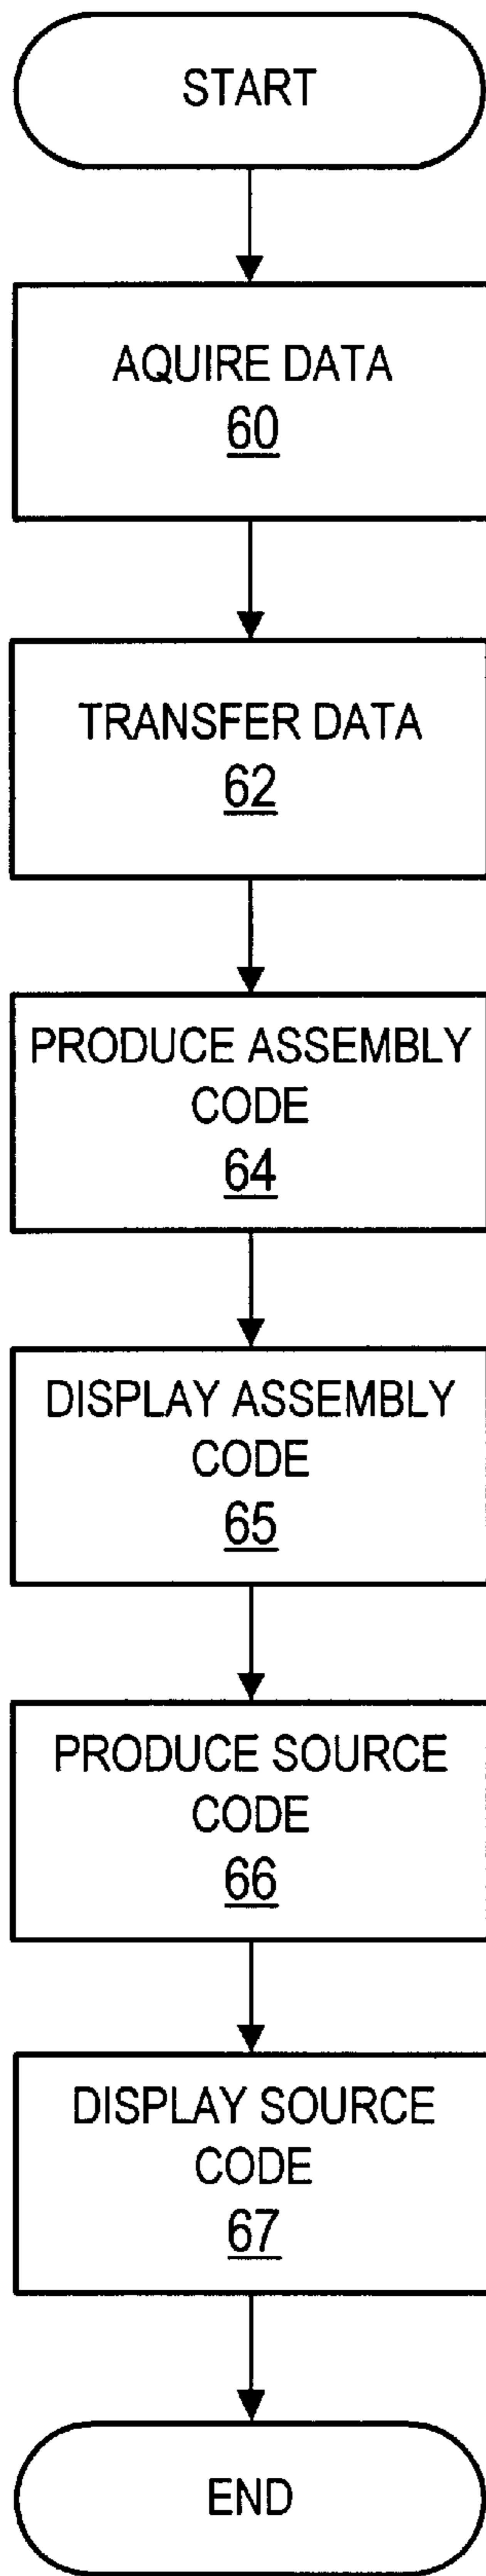 START
AQUIRE DATA
60
TRANSFER DATA
62
PRODUCE ASSEMBLY
CODE
64
DISPLAY ASSEMBLY
CODE
65
PRODUCE SOURCE
CODE
66
DISPLAY SOURCE
CODE
67
END